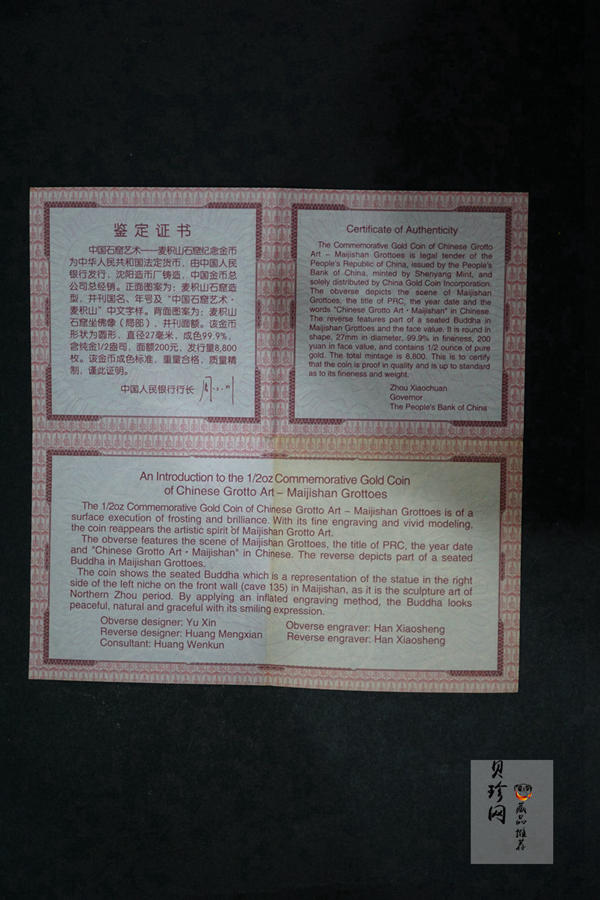 鉴定证书
中国石窟艺术——麦积山石窟纪念金币
为中华人民共和国法定货币，由中国人民
银行发行，沈阳造币厂铸造，中国金币总
公司总经销。正面图案为：麦积山石窟造
型，并刊国名、年号及“中国石窟艺术·
麦积山”中文字样。背面图案为：麦积山
石窟坐佛像（局部），并刊面额。该金币
形状为圆形，直径27毫米，成色99.9%，
含纯金1/2盎司，面额200元，发行量8,800
枚。该金币成色标准，重量合格，质量精
制，谨此证明。
中国人民银行行长
Certificate of Authenticity
The Commemorative Gold Coin of Chinese Grotto
Art – Maijishan Grottoes is legal tender of the
People's Republic of China, issued by the People's
Bank of China, minted by Shenyang Mint, and
solely distributed by China Gold Coin Incorporation.
The obverse depicts the scene of Maijishan
Grottoes, the title of PRC, the year date and the
words "Chinese Grotto Art · Maijishan" in Chinese.
The reverse features part of a seated Buddha in
Maijishan Grottoes and the face value. It is round in
shape, 27mm in diameter, 99.9% in fineness, 200
yuan in face value, and contains 1/2 ounce of pure
gold. The total mintage is 8,800. This is to certify
that the coin is proof in quality and is up to standard
as to its fineness and weight.
Zhou Xiaochuan
Governor
The People's Bank of China
An Introduction to the 1/2oz Commemorative Gold Coin
of Chinese Grotto Art – Maijishan Grottoes
The 1/2oz Commemorative Gold Coin of Chinese Grotto Art – Maijishan Grottoes is of a
surface execution of frosting and brilliance. With its fine engraving and vivid modeling,
the coin reappears the artistic spirit of Maijishan Grotto Art.
The obverse features the scene of Maijishan Grottoes, the title of PRC, the year date
and "Chinese Grotto Art · Maijishan" in Chinese. The reverse depicts part of a seated
Buddha in Maijishan Grottoes.
The coin shows the seated Buddha which is a representation of the statue in the right
side of the left niche on the front wall (cave 135) in Maijishan, as it is the sculpture art of
Northern Zhou period. By applying an inflated engraving method, the Buddha looks
peaceful, natural and graceful with its smiling expression.
Obverse designer: Yu Xin
Reverse designer: Huang Mengxian
Consultant: Huang Wenkun
Obverse engraver: Han Xiaosheng
Reverse engraver: Han Xiaosheng
贝珍网
藏品推荐